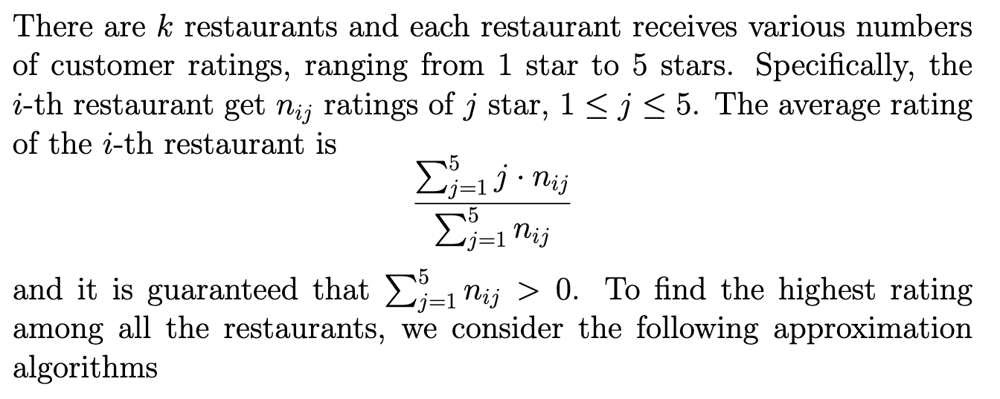 There are k restaurants and each restaurant receives various numbers
of customer ratings, ranging from 1 star to 5 stars. Specifically, the
i-th restaurant get n_{ij} ratings of j star, 1 ≤ j ≤ 5. The average rating
of the i-th restaurant is
\frac{\sum_{j=1}^{5} j \cdot n_{ij}}{\sum_{j=1}^{5} n_{ij}}
and it is guaranteed that \sum_{j=1}^{5} n_{ij} > 0. To find the highest rating
among all the restaurants, we consider the following approximation
algorithms